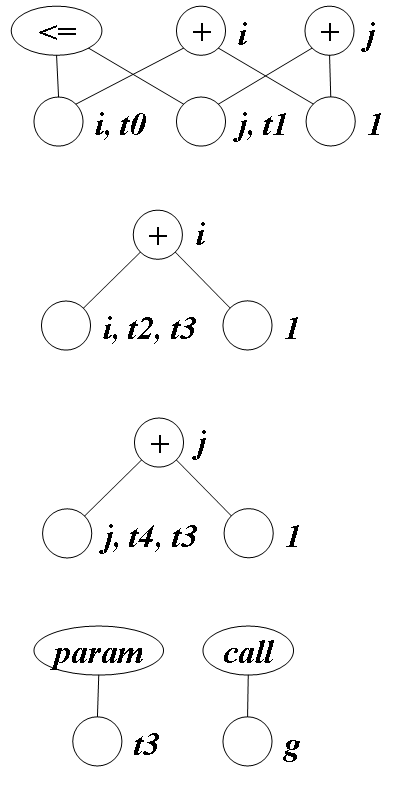 <= + i + j
i, t0 j, t1 1
+ i
i, t2, t3 1
+ j
j, t4, t3 1
param call
t3 g